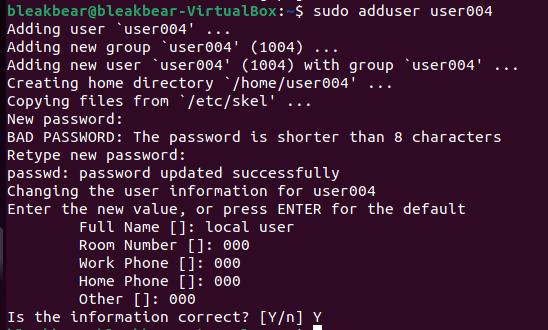 bleakbear@bleakbear-VirtualBox:~$ sudo adduser user004
Adding user `user004' ...
Adding new group `user004' (1004) ...
Adding new user `user004' (1004) with group `user004' ...
Creating home directory `/home/user004' ...
Copying files from `/etc/skel' ...
New password:
BAD PASSWORD: The password is shorter than 8 characters
Retype new password:
passwd: password updated successfully
Changing the user information for user004
Enter the new value, or press ENTER for the default
Full Name []: local user
Room Number []: 000
Work Phone []: 000
Home Phone []: 000
Other []: 000
Is the information correct? [Y/n] Y